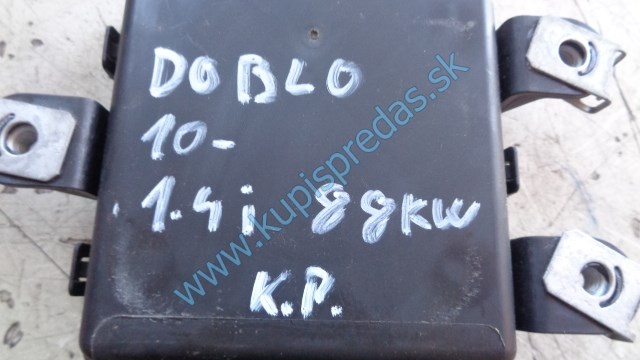 DOBLO
10-
1.4i 88KW
K.P.
www.kupispredas.sk